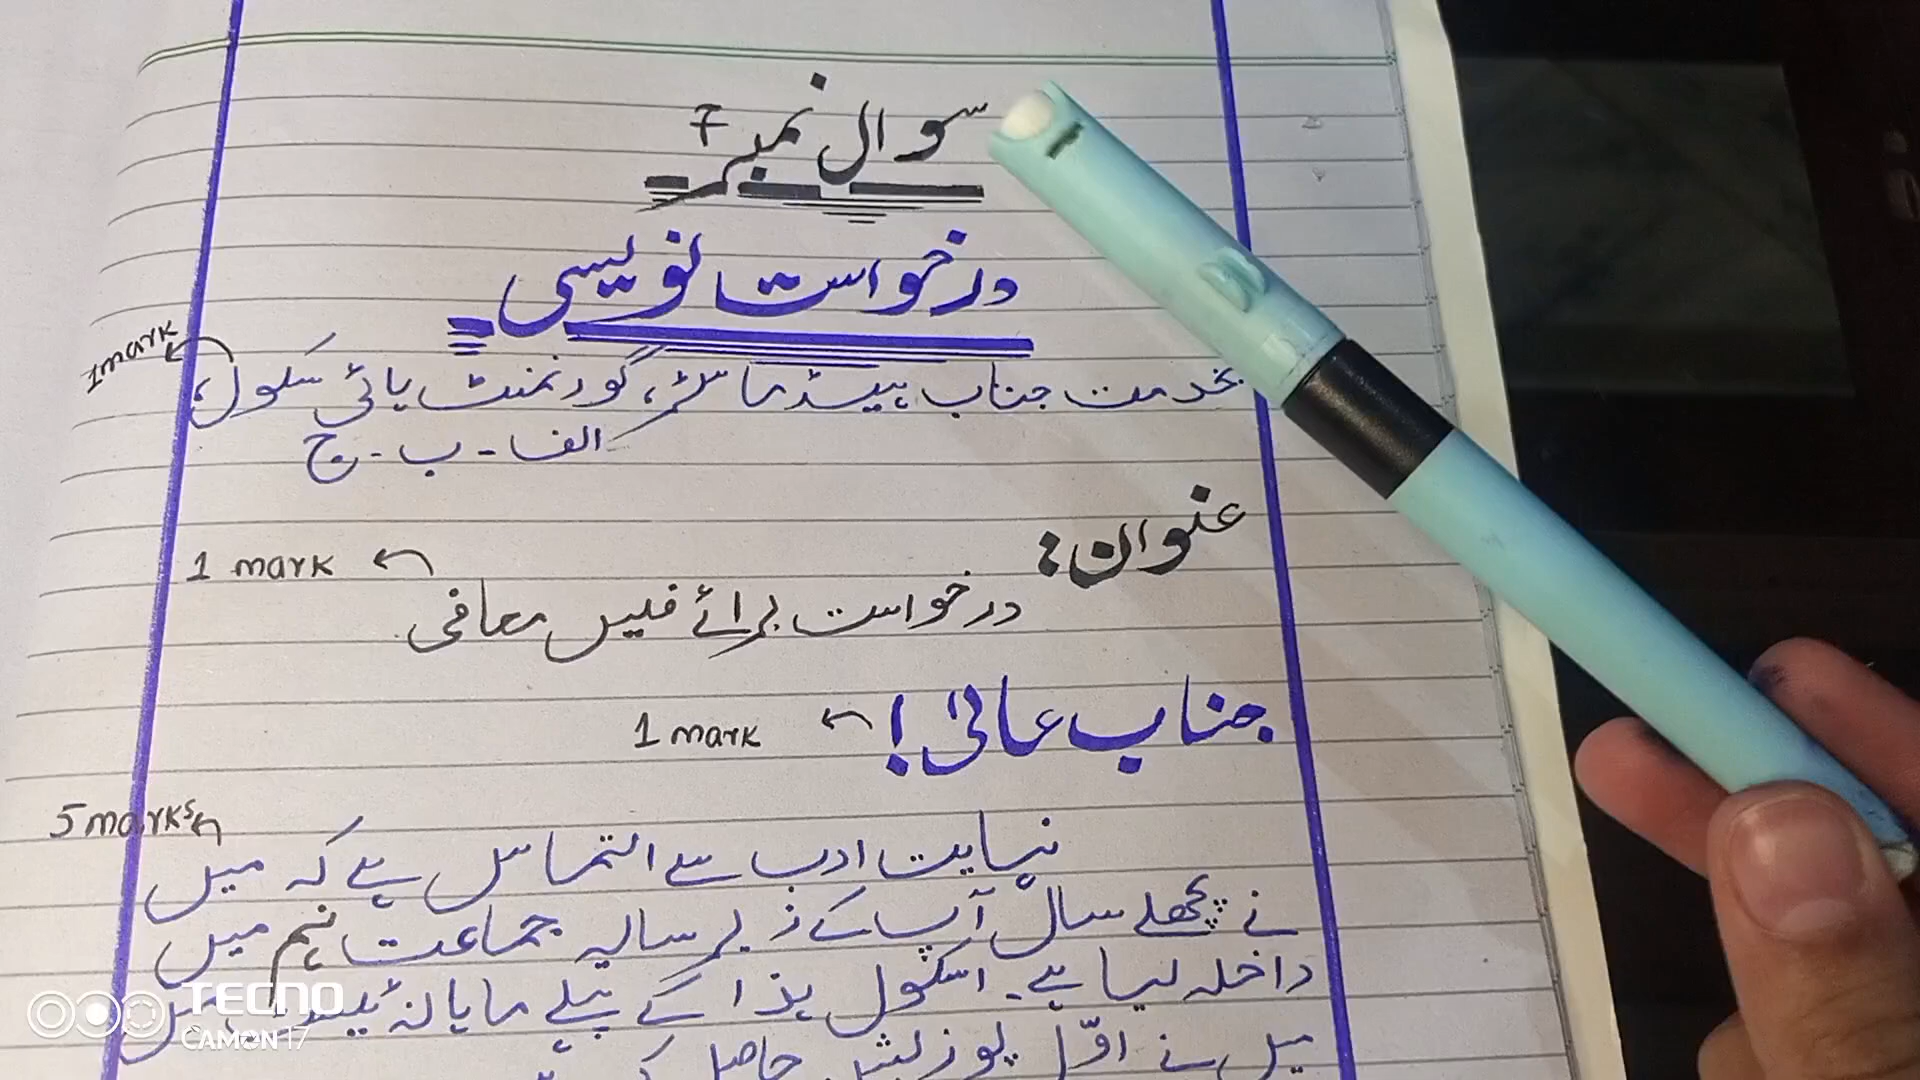 سوال نمبر 7
درخواست نویسی
1 mark
بخدمت جناب ہیڈ ماسٹر، گورنمنٹ ہائی سکول،
الف - ب - ج
عنوان:
1 mark
درخواست برائے فیس معافی
جناب عالی!
1 mark
5 marks
نہایت ادب سے التماس ہے کہ میں
نے پچھلے سال آپ کے زیر سایہ جماعت نہم میں
داخلہ لیا ہے۔ اسکول ہذا کے پہلے ماہانہ ٹیسٹ میں
میں نے اوّل پوزیشن حاصل کی
TECNO
CAMON 17